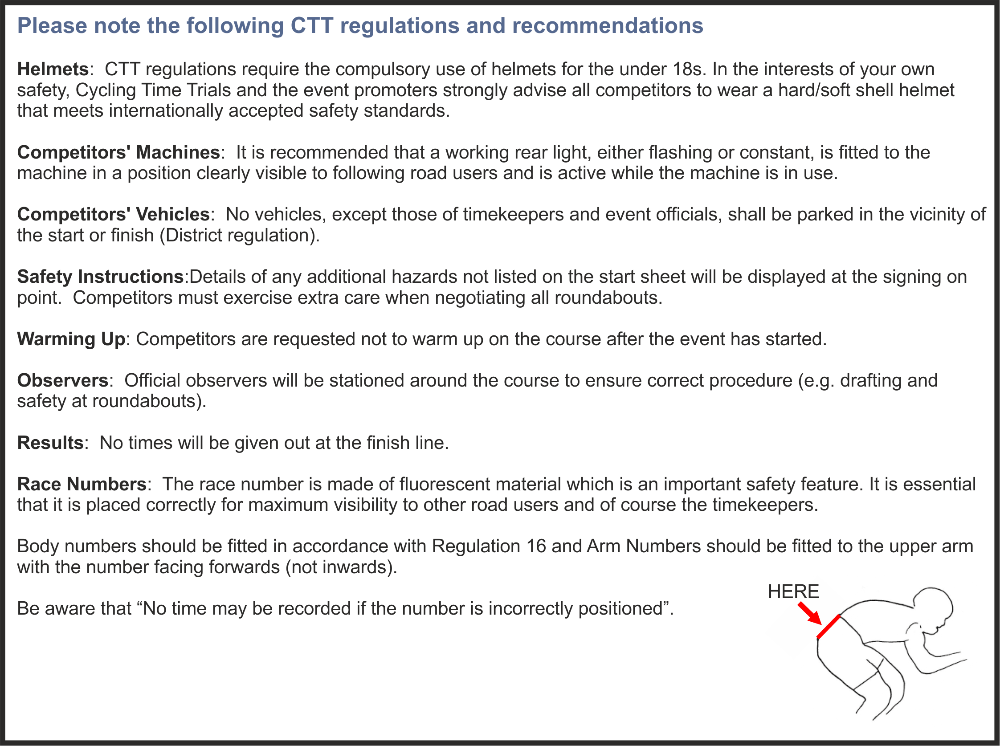 Please note the following CTT regulations and recommendations
Helmets:  CTT regulations require the compulsory use of helmets for the under 18s. In the interests of your own
safety, Cycling Time Trials and the event promoters strongly advise all competitors to wear a hard/soft shell helmet
that meets internationally accepted safety standards.
Competitors' Machines:  It is recommended that a working rear light, either flashing or constant, is fitted to the
machine in a position clearly visible to following road users and is active while the machine is in use.
Competitors' Vehicles:  No vehicles, except those of timekeepers and event officials, shall be parked in the vicinity of
the start or finish (District regulation).
Safety Instructions:Details of any additional hazards not listed on the start sheet will be displayed at the signing on
point.  Competitors must exercise extra care when negotiating all roundabouts.
Warming Up: Competitors are requested not to warm up on the course after the event has started.
Observers:  Official observers will be stationed around the course to ensure correct procedure (e.g. drafting and
safety at roundabouts).
Results:  No times will be given out at the finish line.
Race Numbers:  The race number is made of fluorescent material which is an important safety feature. It is essential
that it is placed correctly for maximum visibility to other road users and of course the timekeepers.
Body numbers should be fitted in accordance with Regulation 16 and Arm Numbers should be fitted to the upper arm
with the number facing forwards (not inwards).
HERE
Be aware that “No time may be recorded if the number is incorrectly positioned”.